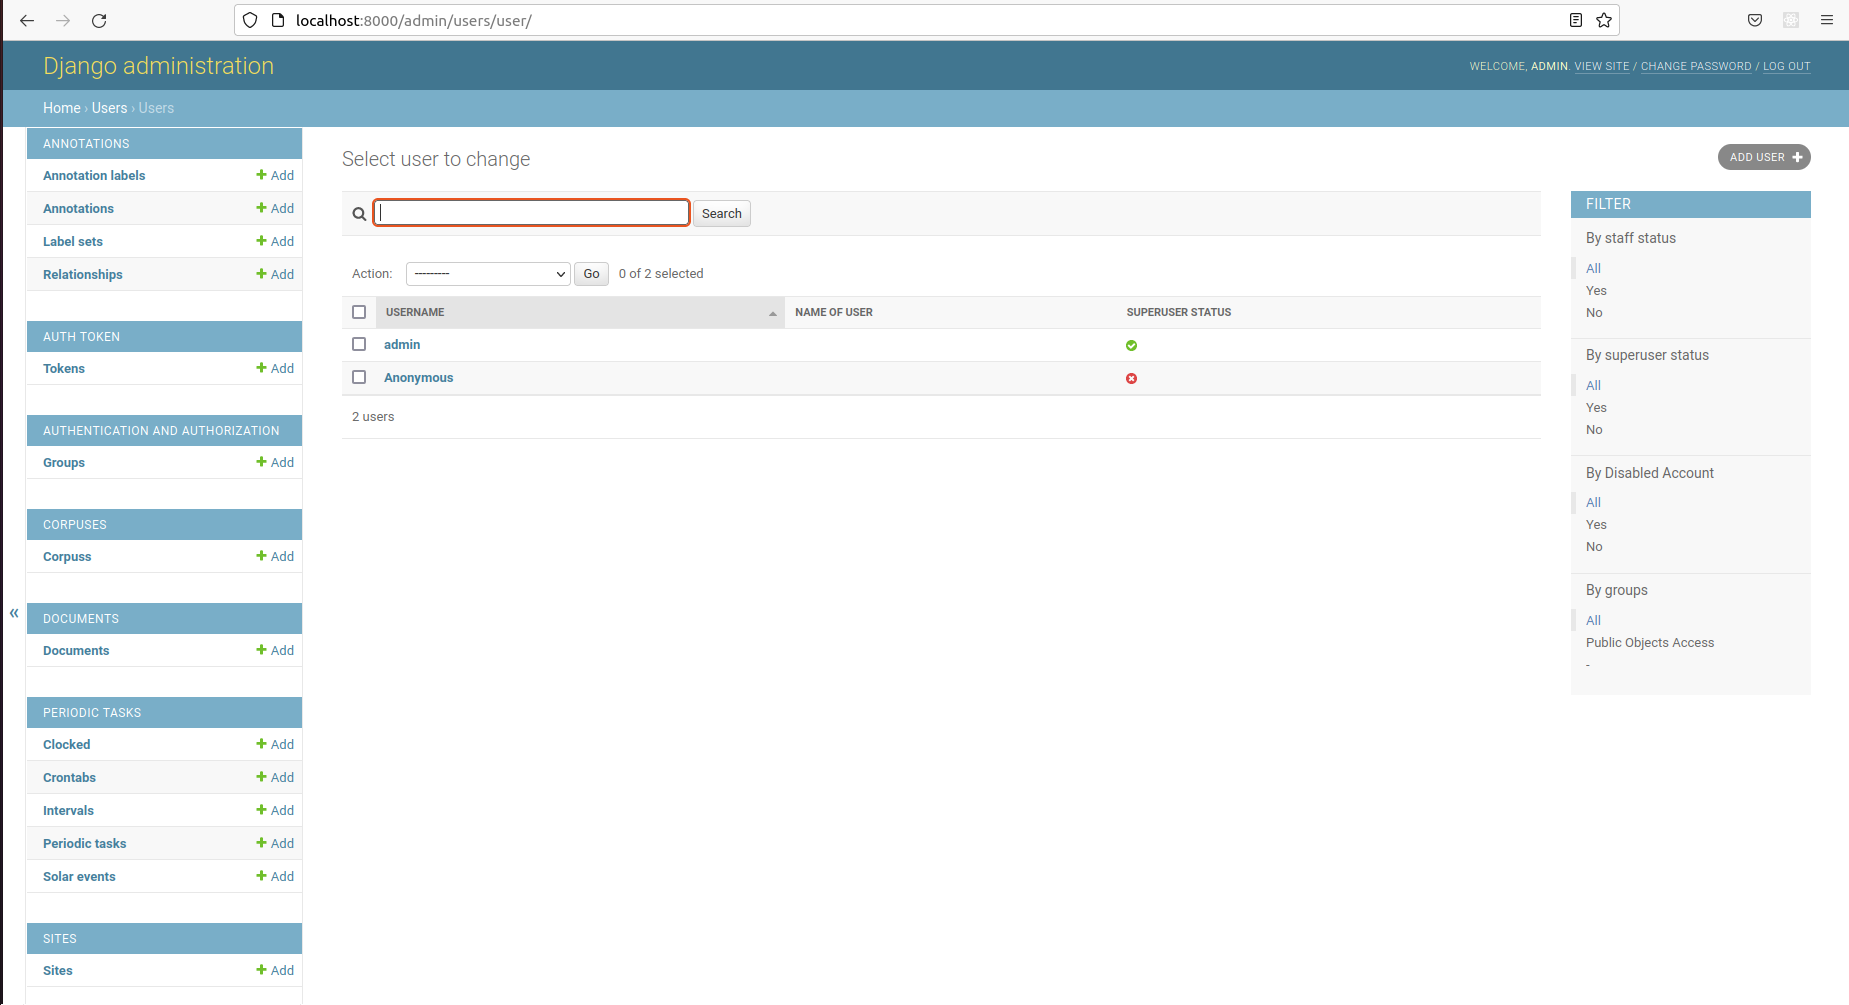 localhost:8000/admin/users/user/
Django administration
WELCOME, ADMIN. VIEW SITE / CHANGE PASSWORD / LOG OUT
Home › Users › Users
ANNOTATIONS
Annotation labels Add
Annotations Add
Label sets Add
Relationships Add
AUTH TOKEN
Tokens Add
AUTHENTICATION AND AUTHORIZATION
Groups Add
CORPUSES
Corpuss Add
«
DOCUMENTS
Documents Add
PERIODIC TASKS
Clocked Add
Crontabs Add
Intervals Add
Periodic tasks Add
Solar events Add
SITES
Sites Add
Select user to change
ADD USER
Search
Action: --------- Go 0 of 2 selected
USERNAME NAME OF USER SUPERUSER STATUS
admin
Anonymous
2 users
FILTER
By staff status
All
Yes
No
By superuser status
All
Yes
No
By Disabled Account
All
Yes
No
By groups
All
Public Objects Access
-